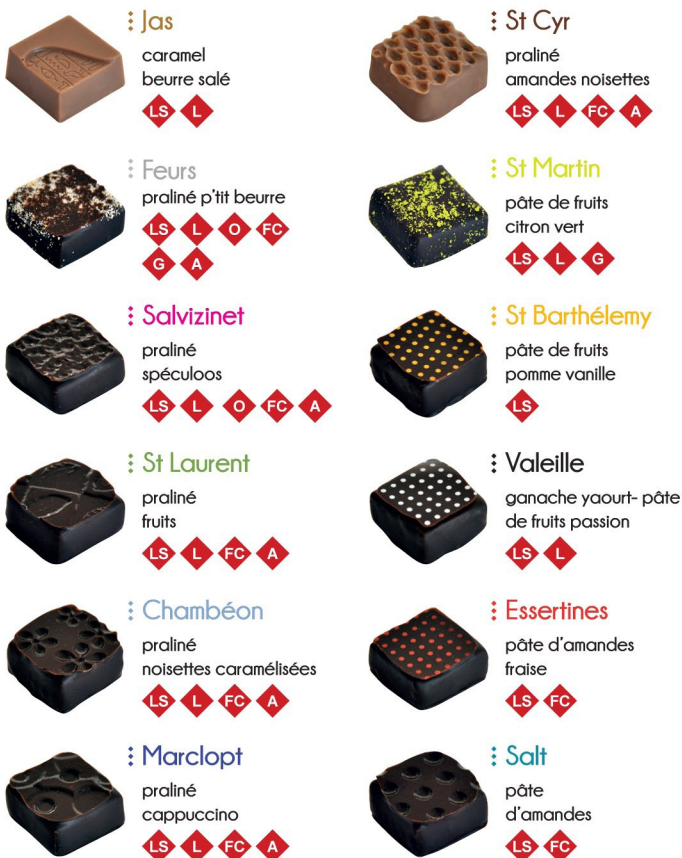 Jas
caramel
beurre salé
LS L
St Cyr
praliné
amandes noisettes
LS L FC A
Feurs
praliné p'tit beurre
LS L O FC
G A
St Martin
pâte de fruits
citron vert
LS L G
Salvizinet
praliné
spéculoos
LS L O FC A
St Barthélemy
pâte de fruits
pomme vanille
LS
St Laurent
praliné
fruits
LS L FC A
Valeille
ganache yaourt- pâte
de fruits passion
LS L
Chambéon
praliné
noisettes caramélisées
LS L FC A
Essertines
pâte d'amandes
fraise
LS FC
Marclopt
praliné
cappuccino
LS L FC A
Salt
pâte
d'amandes
LS FC